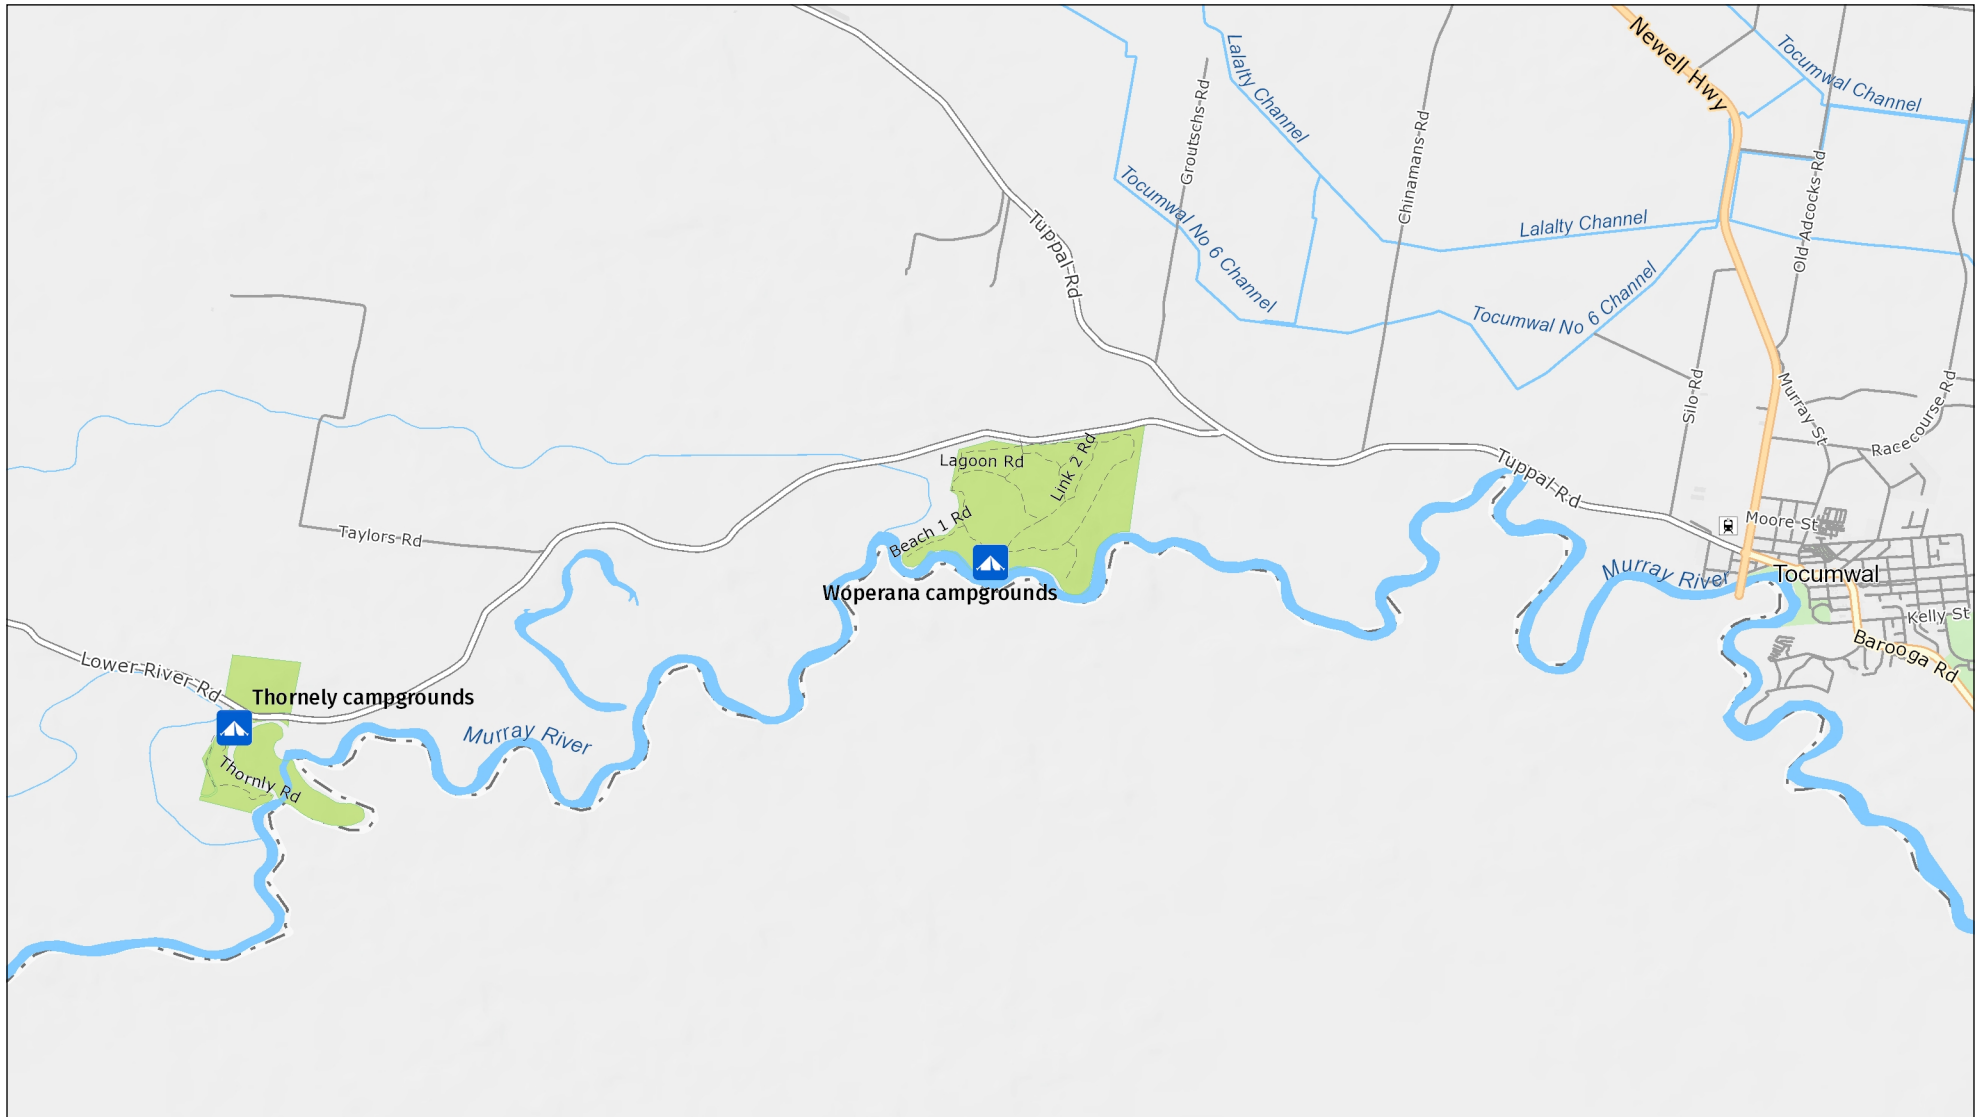 Newell Hwy
Tocumwal Channel
Lalalty Channel
Groutschs Rd
Chinamans Rd
Old Adcocks Rd
Tocumwal No 6 Channel
Tuppal Rd
Lalalty Channel
Tocumwal No 6 Channel
Silo Rd
Murray St
Racecourse Rd
Lagoon Rd
Link 2 Rd
Tuppal Rd
Beach 1 Rd
Taylors Rd
Moore St
Murray River
Tocumwal
Woperana campgrounds
Kelly St
Barooga Rd
Lower River Rd
Thornely campgrounds
Murray River
Thornly Rd